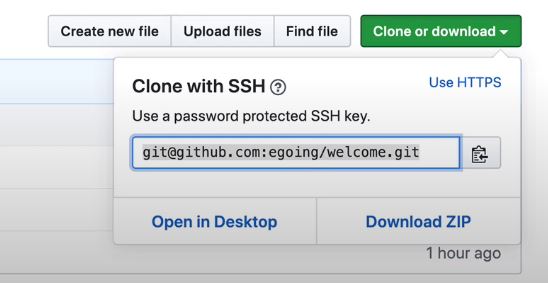 Create new file Upload files Find file Clone or download
Clone with SSH Use HTTPS
Use a password protected SSH key.
git@github.com:egoing/welcome.git
Open in Desktop Download ZIP
1 hour ago